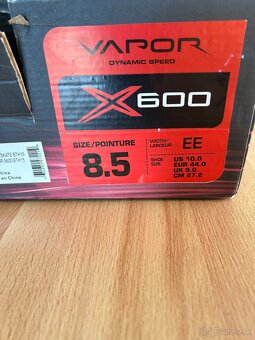 VAPOR
DYNAMIC SPEED
X600
SIZE/POINTURE
8.5
WIDTH/
LARGEUR
EE
SHOE
SIZE
US 10.0
EUR 44.0
UK 9.0
CM 27.2